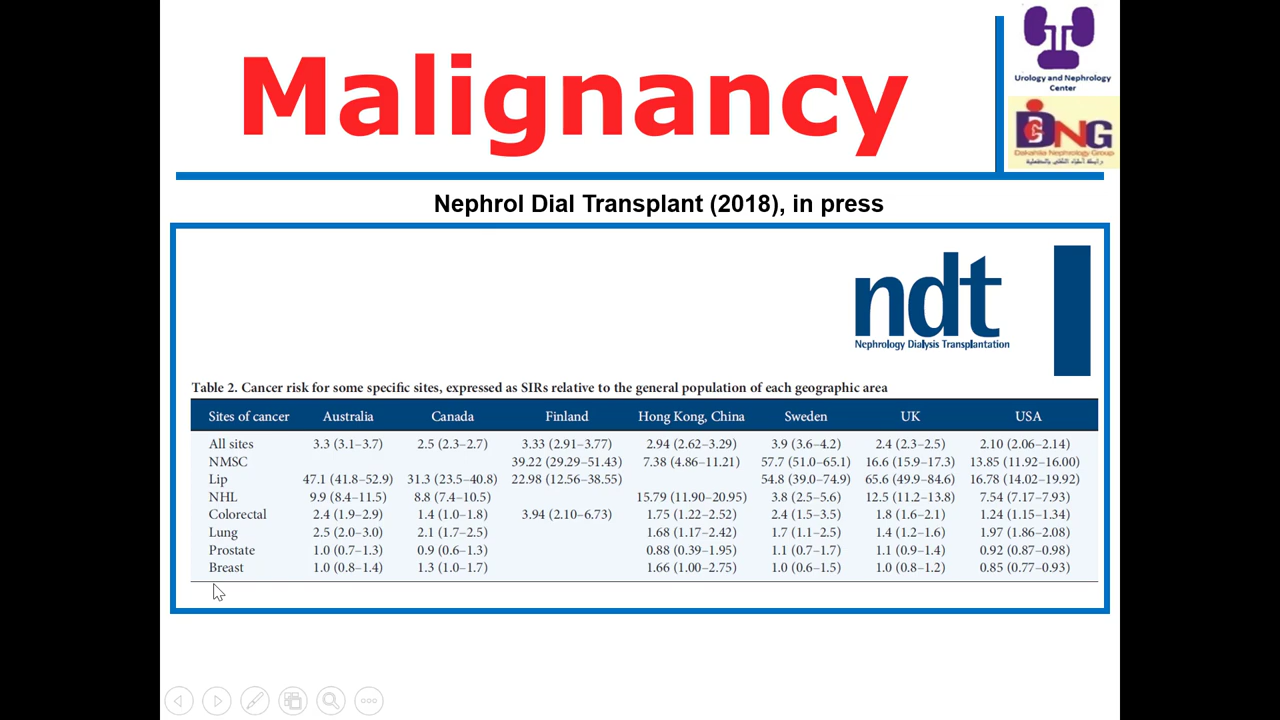 Malignancy
Urology and Nephrology
Center
DNG
Dakahlia Nephrology Group
Nephrol Dial Transplant (2018), in press
ndt
Nephrology Dialysis Transplantation
Table 2. Cancer risk for some specific sites, expressed as SIRs relative to the general population of each geographic area
Sites of cancer Australia Canada Finland Hong Kong, China Sweden UK USA
All sites 3.3 (3.1–3.7) 2.5 (2.3–2.7) 3.33 (2.91–3.77) 2.94 (2.62–3.29) 3.9 (3.6–4.2) 2.4 (2.3–2.5) 2.10 (2.06–2.14)
NMSC 39.22 (29.29–51.43) 7.38 (4.86–11.21) 57.7 (51.0–65.1) 16.6 (15.9–17.3) 13.85 (11.92–16.00)
Lip 47.1 (41.8–52.9) 31.3 (23.5–40.8) 22.98 (12.56–38.55) 54.8 (39.0–74.9) 65.6 (49.9–84.6) 16.78 (14.02–19.92)
NHL 9.9 (8.4–11.5) 8.8 (7.4–10.5) 15.79 (11.90–20.95) 3.8 (2.5–5.6) 12.5 (11.2–13.8) 7.54 (7.17–7.93)
Colorectal 2.4 (1.9–2.9) 1.4 (1.0–1.8) 3.94 (2.10–6.73) 1.75 (1.22–2.52) 2.4 (1.5–3.5) 1.8 (1.6–2.1) 1.24 (1.15–1.34)
Lung 2.5 (2.0–3.0) 2.1 (1.7–2.5) 1.68 (1.17–2.42) 1.7 (1.1–2.5) 1.4 (1.2–1.6) 1.97 (1.86–2.08)
Prostate 1.0 (0.7–1.3) 0.9 (0.6–1.3) 0.88 (0.39–1.95) 1.1 (0.7–1.7) 1.1 (0.9–1.4) 0.92 (0.87–0.98)
Breast 1.0 (0.8–1.4) 1.3 (1.0–1.7) 1.66 (1.00–2.75) 1.0 (0.6–1.5) 1.0 (0.8–1.2) 0.85 (0.77–0.93)